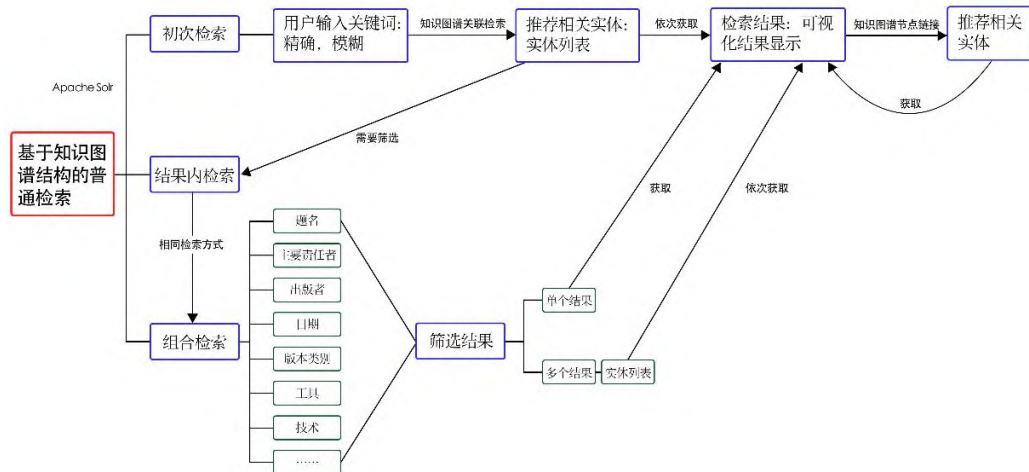 初次检索
用户输入关键词:
精确，模糊
知识图谱关联检索
推荐相关实体:
实体列表
依次获取
检索结果：可视
化结果显示
知识图谱节点链接
推荐相关
实体
Apache Solr
获取
需要筛选
基于知识图
谱结构的普
通检索
结果内检索
获取
依次获取
相同检索方式
题名
主要责任者
出版者
日期
版本类别
工具
技术
……
组合检索
筛选结果
单个结果
多个结果
实体列表